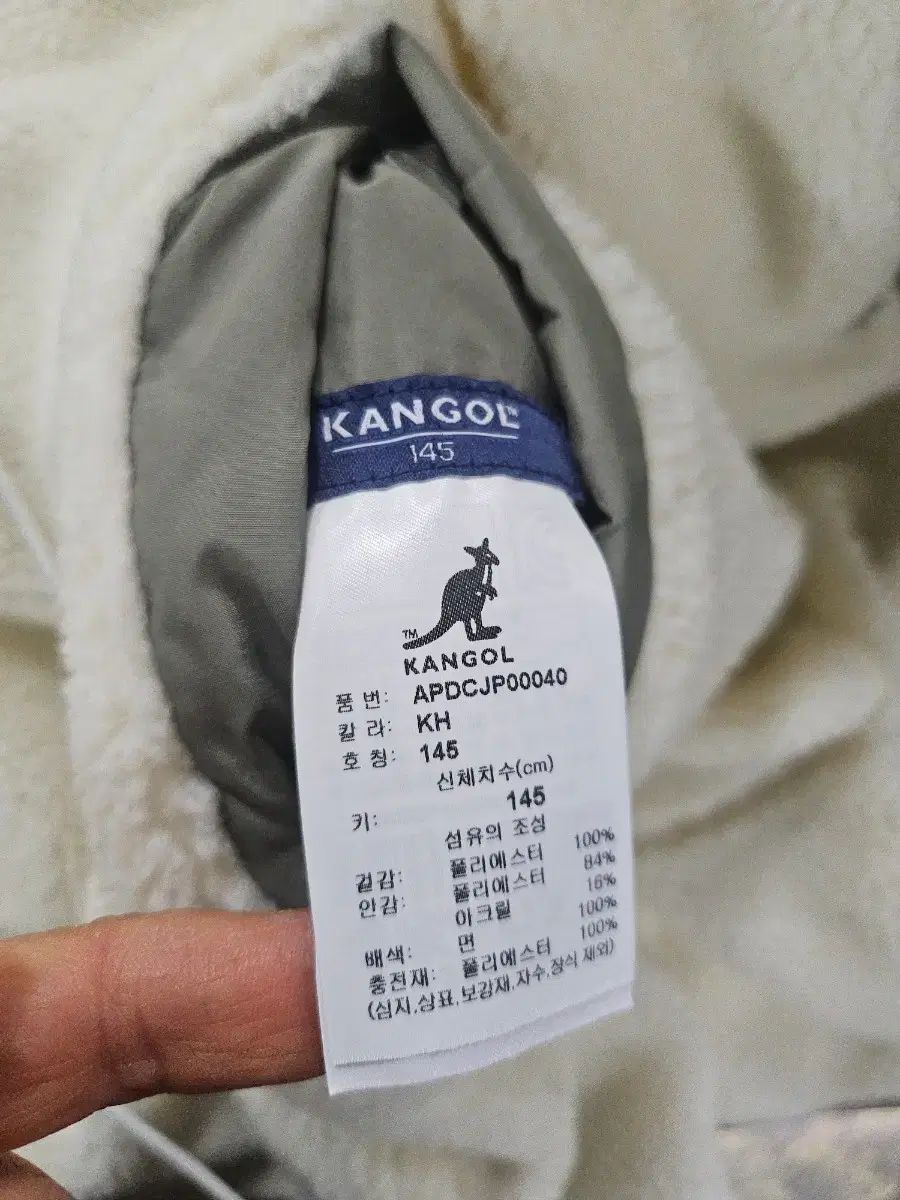 KANGOL™
145
TM
KANGOL
품 번: APDCJP00040
칼 라: KH
호 칭: 145
신체치수(cm)
키: 145
섬유의 조성
겉감: 폴리에스터 100%
안감: 폴리에스터 84%
아크릴 16%
배색: 면 100%
충전재: 폴리에스터 100%
(심지,상표,보강재,자수,장식 제외)